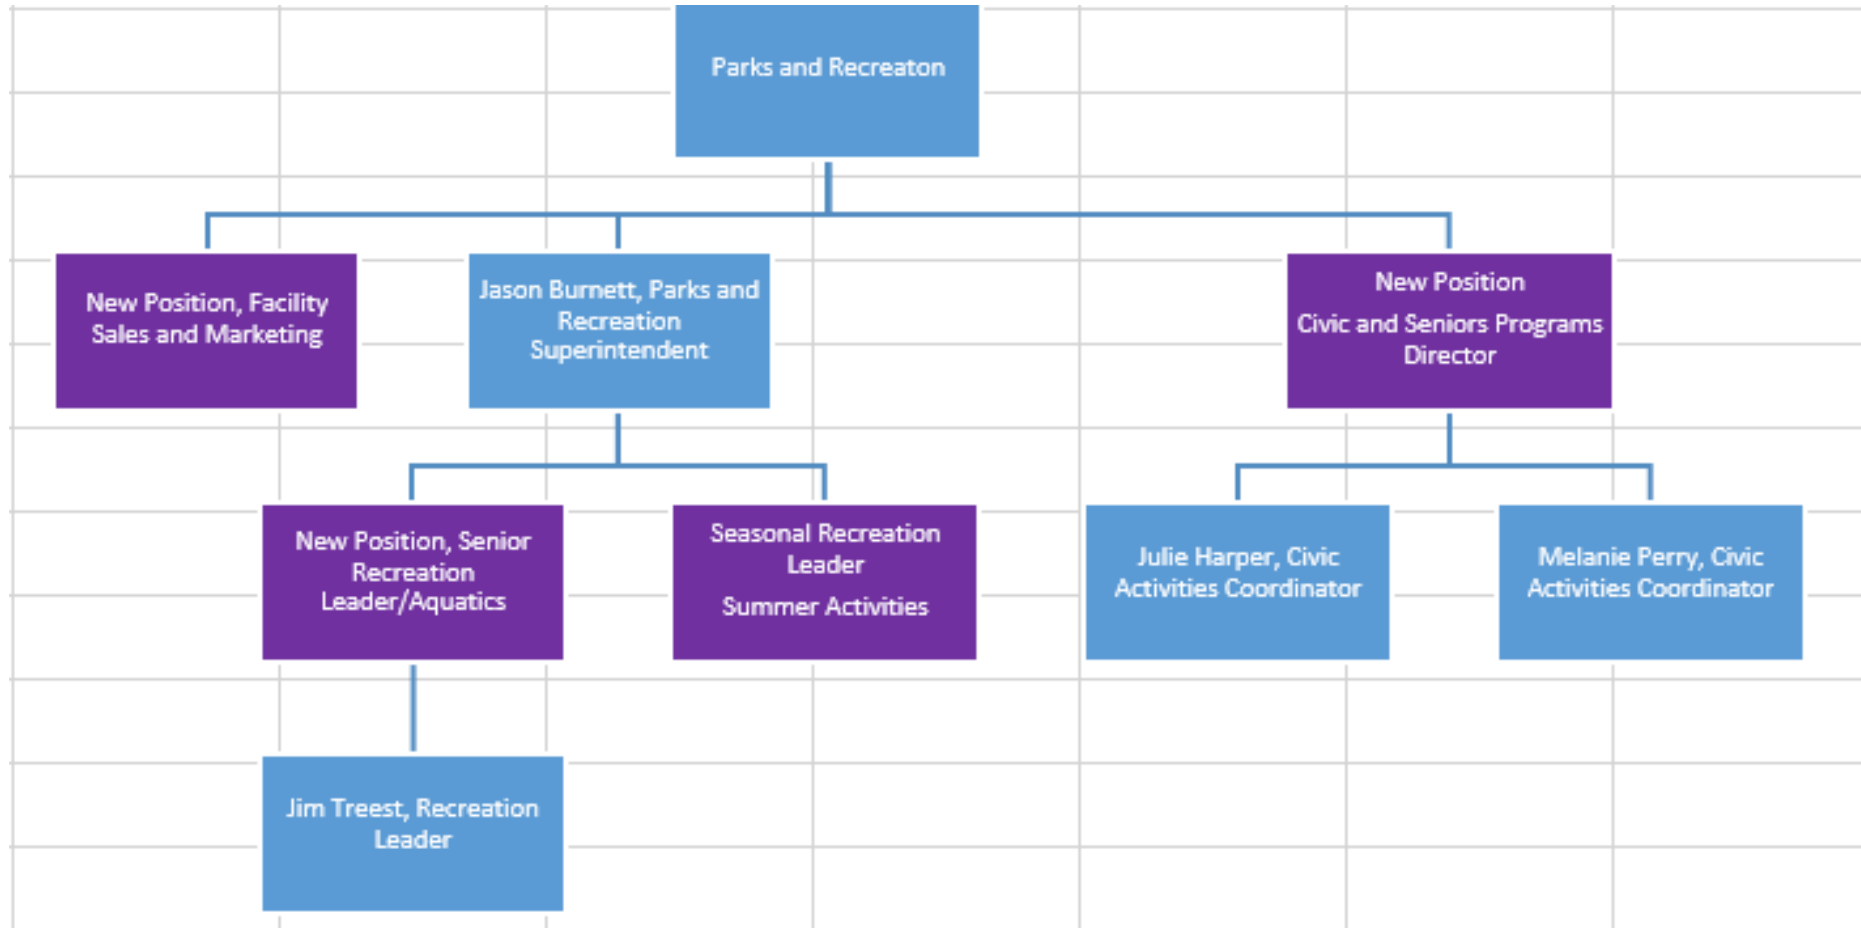 Parks and Recreaton
New Position, Facility
Sales and Marketing
Jason Burnett, Parks and
Recreation
Superintendent
New Position
Civic and Seniors Programs
Director
New Position, Senior
Recreation
Leader/Aquatics
Seasonal Recreation
Leader
Summer Activities
Julie Harper, Civic
Activities Coordinator
Melanie Perry, Civic
Activities Coordinator
Jim Treest, Recreation
Leader